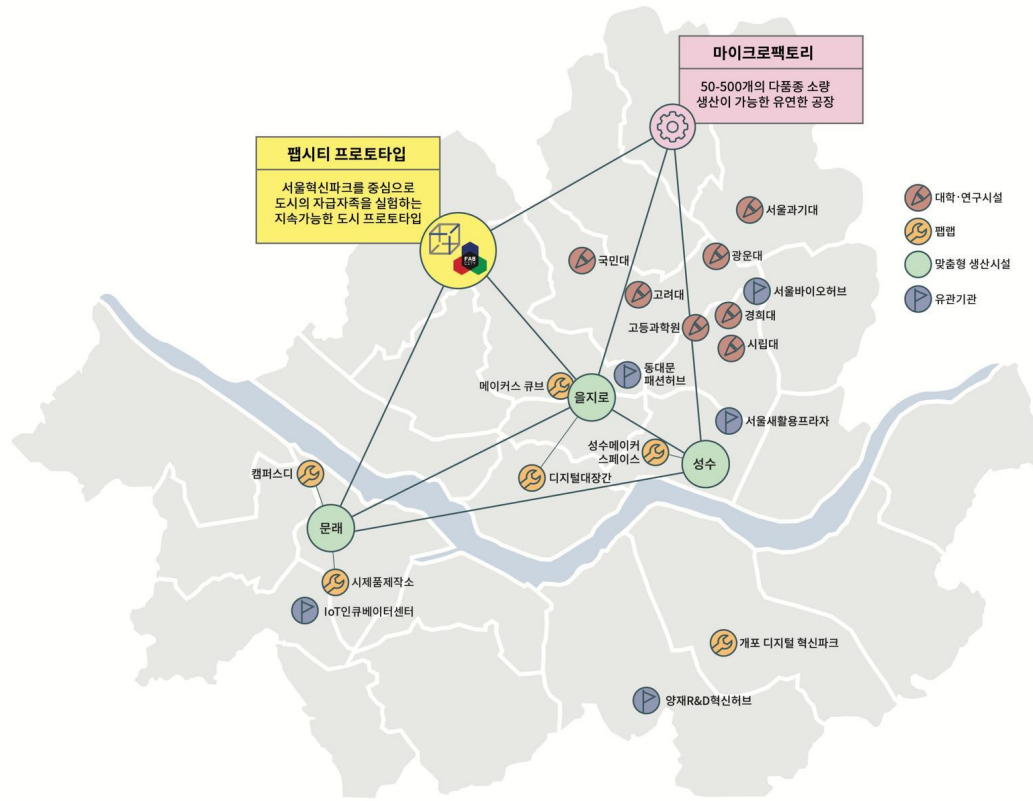 마이크로팩토리
50-500개의 다품종 소량
생산이 가능한 유연한 공장
팹시티 프로토타입
서울혁신파크를 중심으로
도시의 자급자족을 실험하는
지속가능한 도시 프로토타입
FAB
CITY
대학·연구시설
팹랩
맞춤형 생산시설
유관기관
서울과기대
국민대
광운대
고려대
서울바이오허브
고등과학원
경희대
시립대
동대문
패션허브
메이커스 큐브
을지로
서울새활용프라자
성수메이커
스페이스
성수
디지털대장간
캠퍼스디
문래
시제품제작소
IoT인큐베이터센터
개포 디지털 혁신파크
양재R&D혁신허브